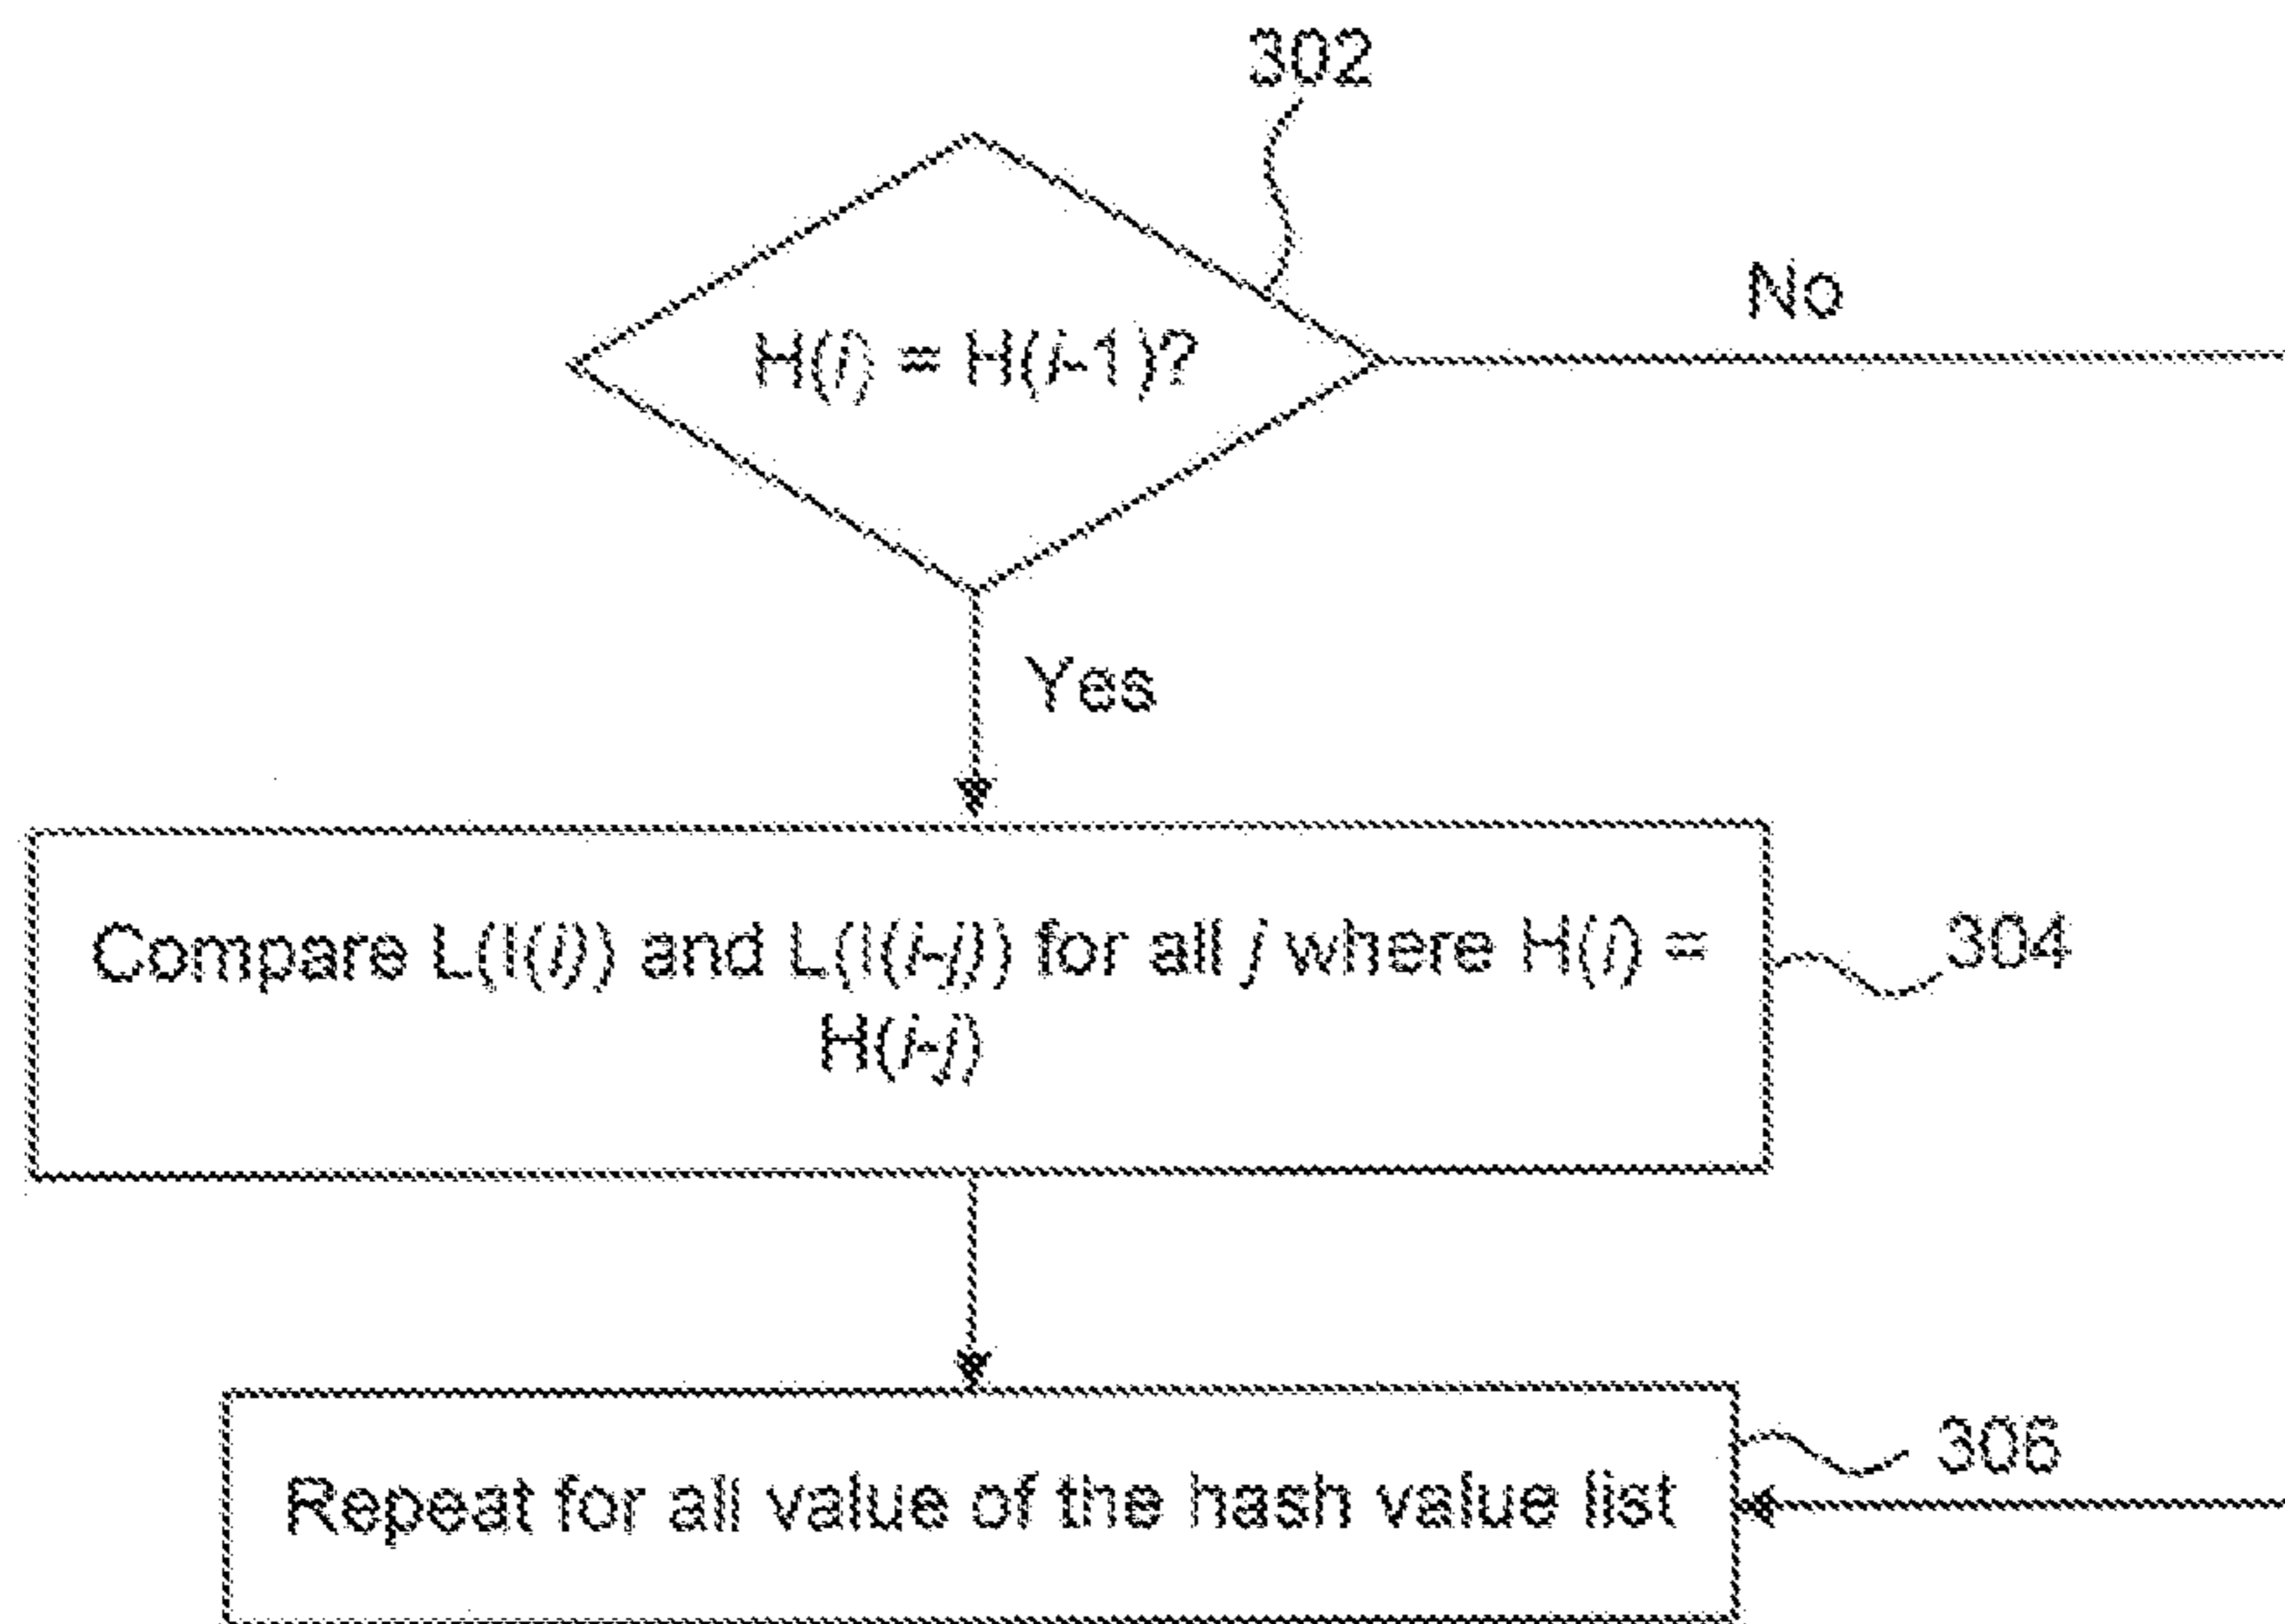 302
H(i) = H(i-1)?
No
Yes
Compare L(I(i)) and L(I(i-j)) for all j where H(i) =
H(i-j)
304
306
Repeat for all value of the hash value list